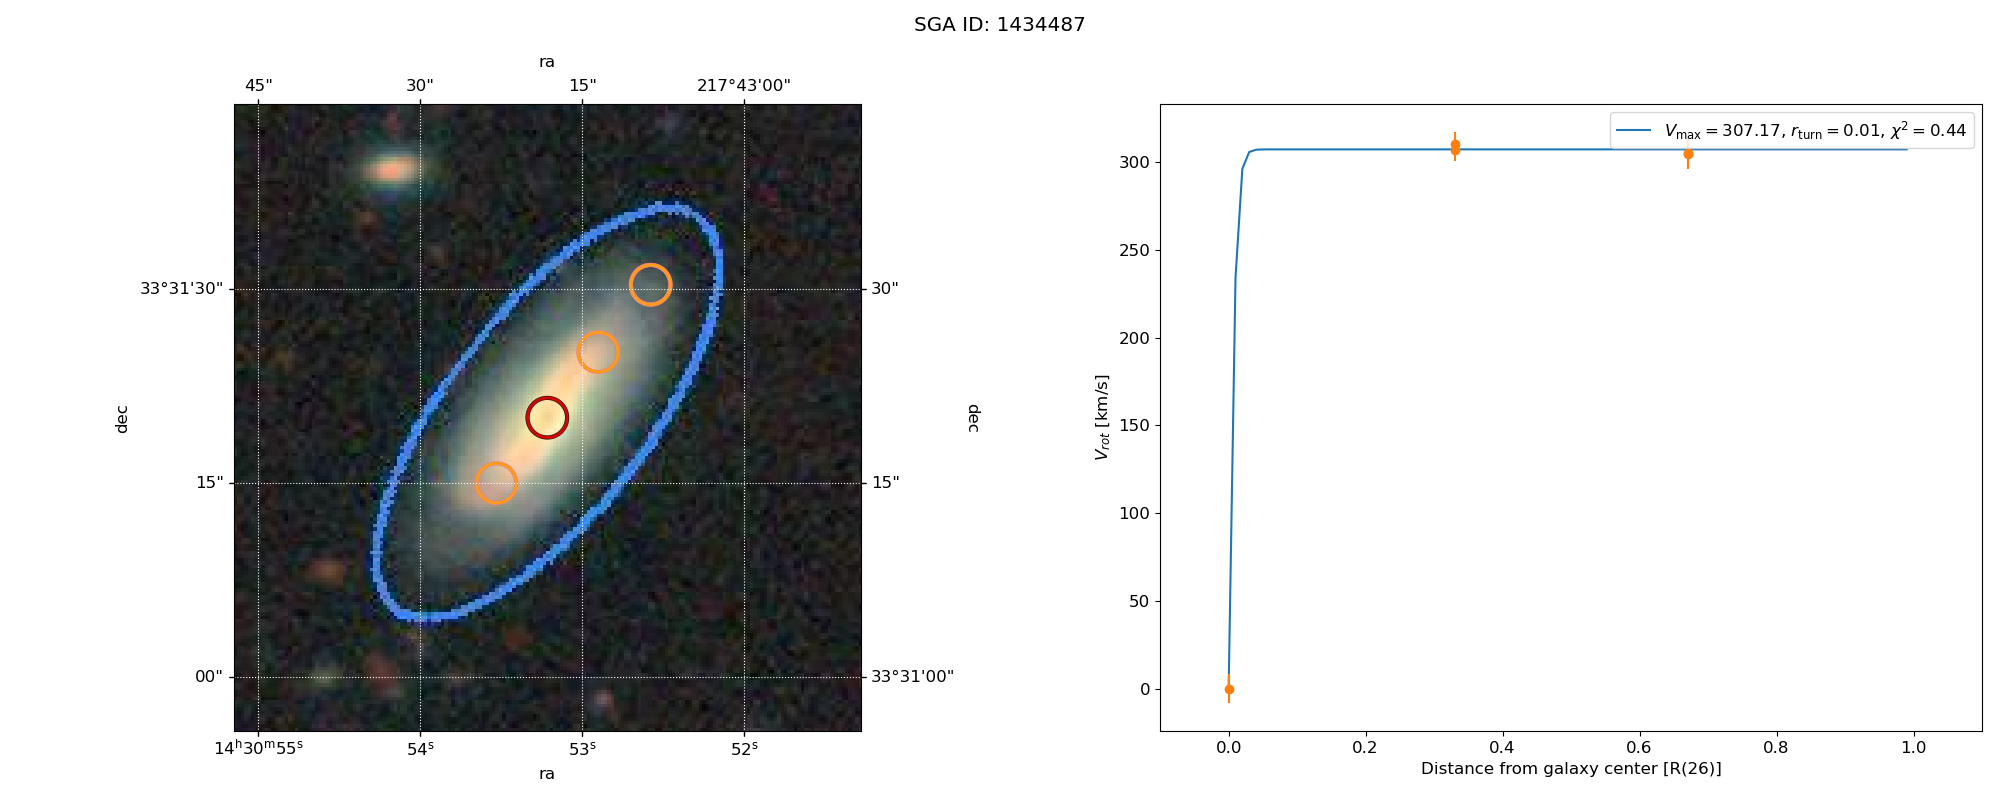 SGA ID: 1434487
ra
45" 30" 15" 217°43'00"
dec
33°31'30"
15"
00"
30"
15"
33°31'00"
dec
14ʰ30ᵐ55ˢ 54ˢ 53ˢ 52ˢ
ra
V_max = 307.17, r_turn = 0.01, χ² = 0.44
V_rot [km/s]
300
250
200
150
100
50
0
0.0 0.2 0.4 0.6 0.8 1.0
Distance from galaxy center [R(26)]